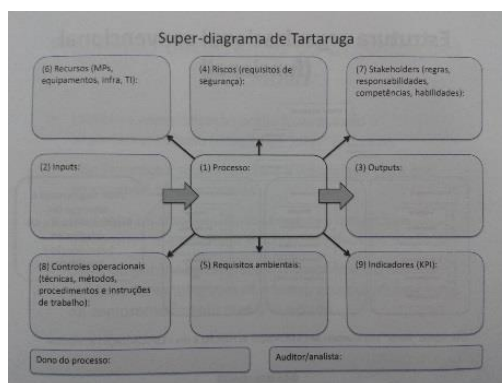 Super-diagrama de Tartaruga
(6) Recursos (MPs,
equipamentos, infra, TI):
(4) Riscos (requisitos de
segurança):
(7) Stakeholders (regras,
responsabilidades,
competências, habilidades):
(2) Inputs:
(1) Processo:
(3) Outputs:
(8) Controles operacionais
(técnicas, métodos,
procedimentos e instruções
de trabalho):
(5) Requisitos ambientais:
(9) Indicadores (KPI):
Dono do processo:
Auditor/analista: